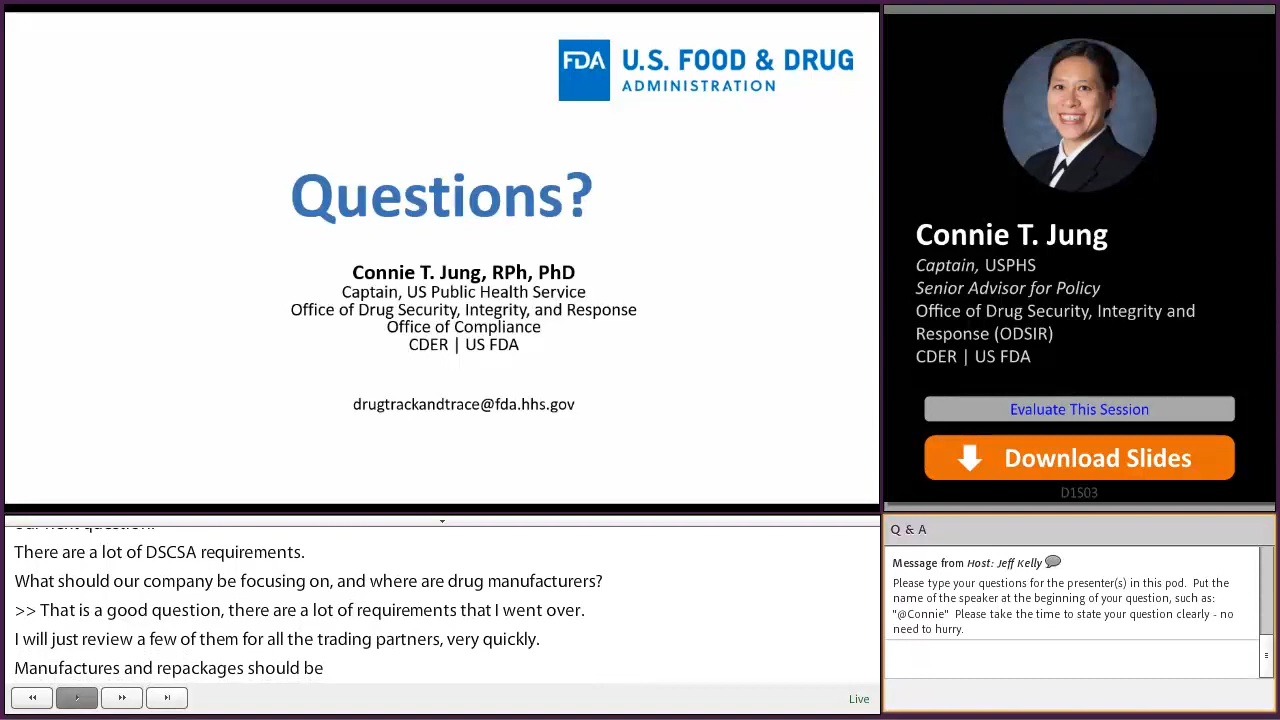 FDA U.S. FOOD & DRUG
ADMINISTRATION
Questions?
Connie T. Jung, RPh, PhD
Captain, US Public Health Service
Office of Drug Security, Integrity, and Response
Office of Compliance
CDER | US FDA
drugtrackandtrace@fda.hhs.gov
Connie T. Jung
Captain, USPHS
Senior Advisor for Policy
Office of Drug Security, Integrity and
Response (ODSIR)
CDER | US FDA
Evaluate This Session
Download Slides
D1S03
There are a lot of DSCSA requirements.
What should our company be focusing on, and where are drug manufacturers?
>> That is a good question, there are a lot of requirements that I went over.
I will just review a few of them for all the trading partners, very quickly.
Manufactures and repackages should be
Live
Q & A
Message from Host: Jeff Kelly
Please type your questions for the presenter(s) in this pod.  Put the
name of the speaker at the beginning of your question, such as:
"@Connie"  Please take the time to state your question clearly - no
need to hurry.